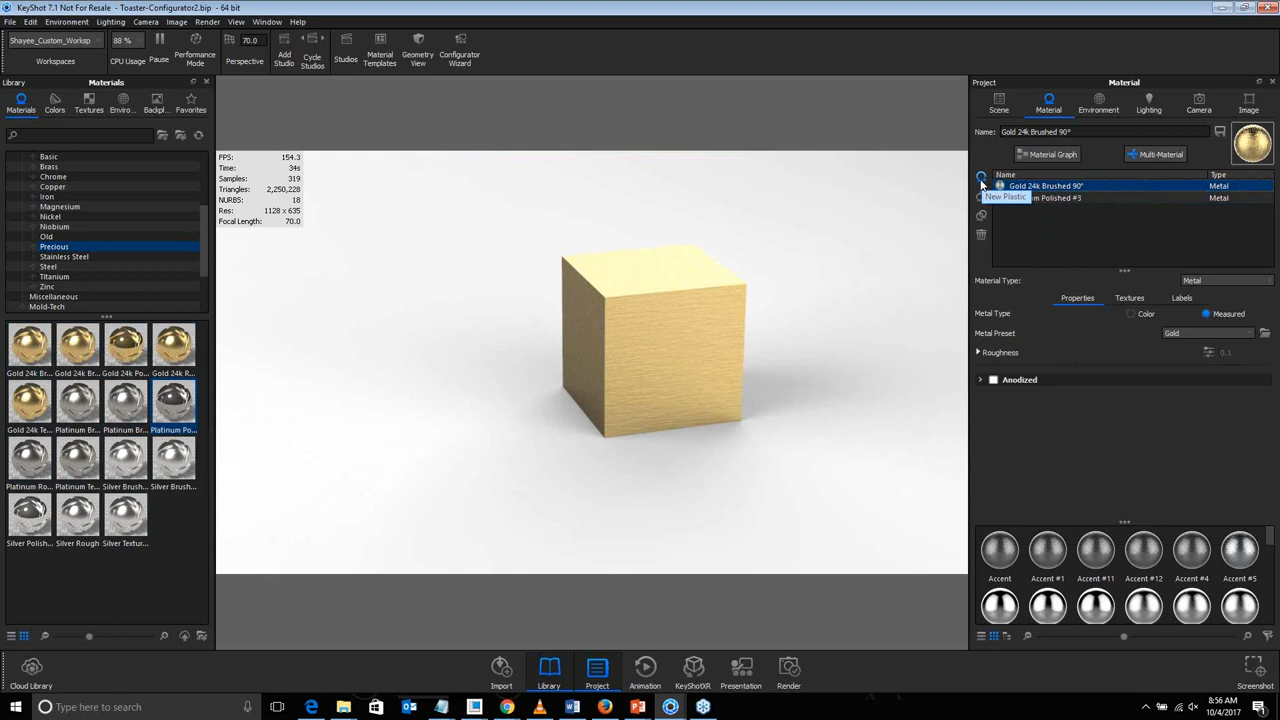 KeyShot 7.1 Not For Resale - Toaster-Configurator2.bip - 64 bit
File Edit Environment Lighting Camera Image Render View Window Help
Shayee_Custom_Worksp 88 % 70.0
Workspaces CPU Usage Pause Performance Mode Perspective Add Studio Cycle Studios Studios Material Templates Geometry View Configurator Wizard
Library Materials
Materials Colors Textures Enviro... Backpl... Favorites
Basic
Brass
Chrome
Copper
Iron
Magnesium
Nickel
Niobium
Old
Precious
Stainless Steel
Steel
Titanium
Zinc
Miscellaneous
Mold-Tech
Gold 24k Br... Gold 24k Br... Gold 24k Po... Gold 24k R...
Gold 24k Te... Platinum Br... Platinum Br... Platinum Po...
Platinum Ro... Platinum Te... Silver Brush... Silver Brush...
Silver Polish... Silver Rough Silver Textur...
FPS: 154.3
Time: 34s
Samples: 319
Triangles: 2,250,228
NURBS: 18
Res: 1128 x 635
Focal Length: 70.0
Project Material
Scene Material Environment Lighting Camera Image
Name: Gold 24k Brushed 90°
Material Graph Multi-Material
Name Type
Gold 24k Brushed 90° Metal
New Plastic
m Polished #3 Metal
Material Type: Metal
Properties Textures Labels
Metal Type Color Measured
Metal Preset Gold
Roughness 0.1
Anodized
Accent Accent #1 Accent #11 Accent #12 Accent #4 Accent #5
Cloud Library Import Library Project Animation KeyShotXR Presentation Render Screenshot
Type here to search
8:56 AM
10/4/2017